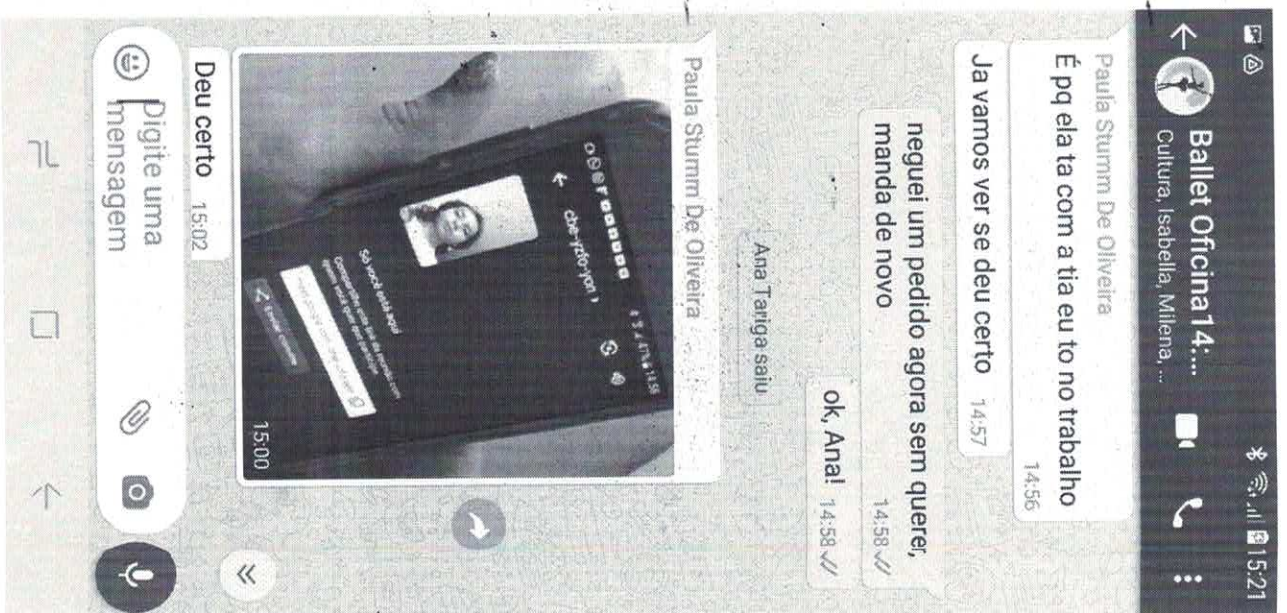 15:21
Ballet Oficina14:...
Cultura, Isabella, Milena, ...
Paula Stumm De Oliveira
É pq ela ta com a tia eu to no trabalho
14:56
Ja vamos ver se deu certo 14:57
neguei um pedido agora sem querer,
manda de novo 14:58
ok, Ana! 14:58
Ana Tariga saiu
Paula Stumm De Oliveira
41% 14:56
Só você está aqui
15:00
Deu certo 15:02
Digite uma
mensagem